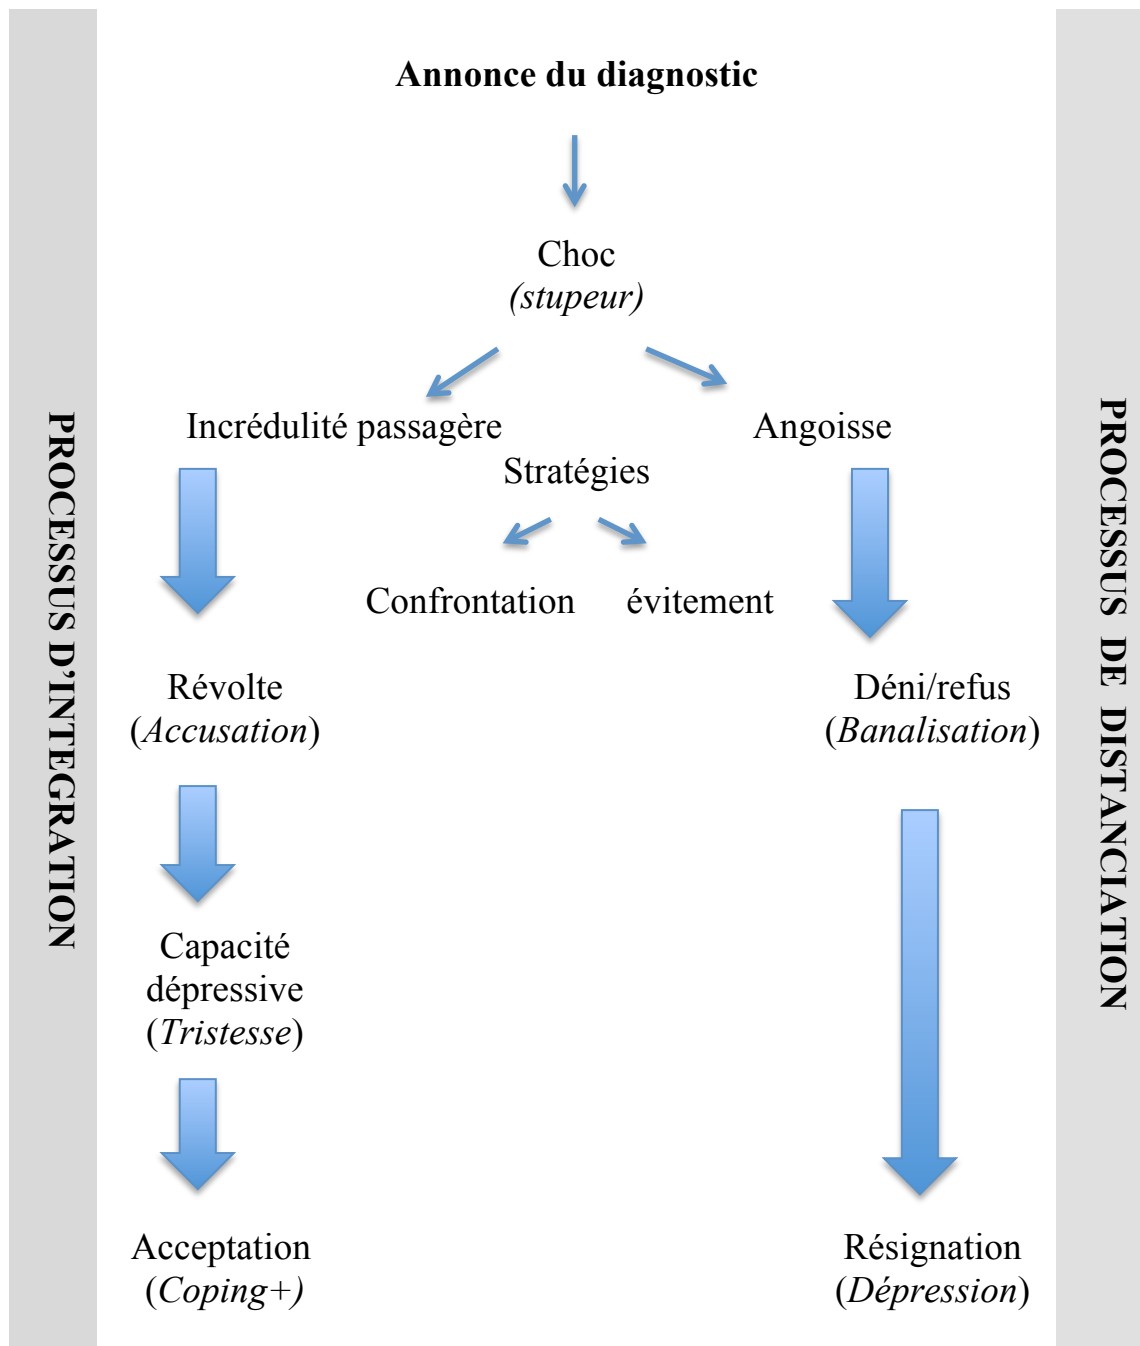 Annonce du diagnostic
Choc
(stupeur)
Incrédulité passagère
Angoisse
Stratégies
Confrontation
évitement
Révolte
(Accusation)
Déni/refus
(Banalisation)
Capacité
dépressive
(Tristesse)
Acceptation
(Coping+)
Résignation
(Dépression)
PROCESSUS D’INTEGRATION
PROCESSUS DE DISTANCIATION